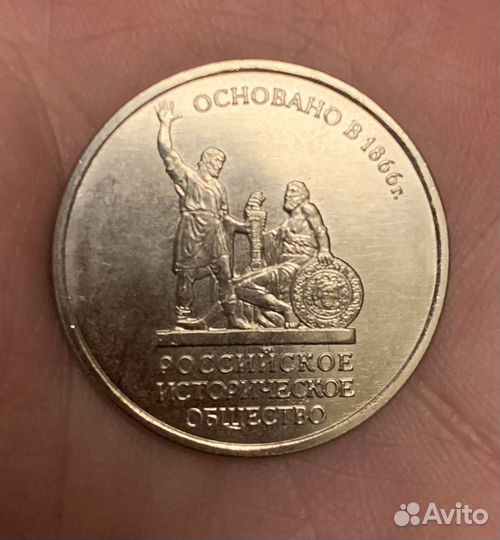 ОСНОВАНО В 1866г.
РОССИЙСКОЕ
ИСТОРИЧЕСКОЕ
ОБЩЕСТВО
Avito